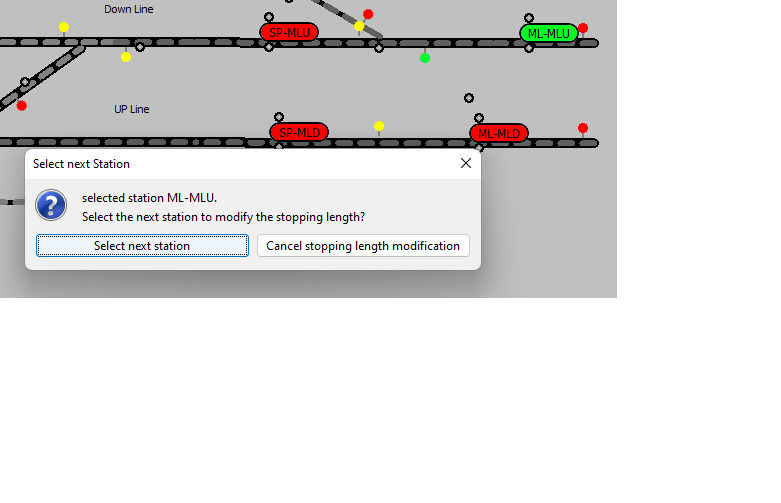 Down Line
SP-MLU
ML-MLU
UP Line
SP-MLD
ML-MLD
Select next Station
selected station ML-MLU.
Select the next station to modify the stopping length?
Select next station
Cancel stopping length modification